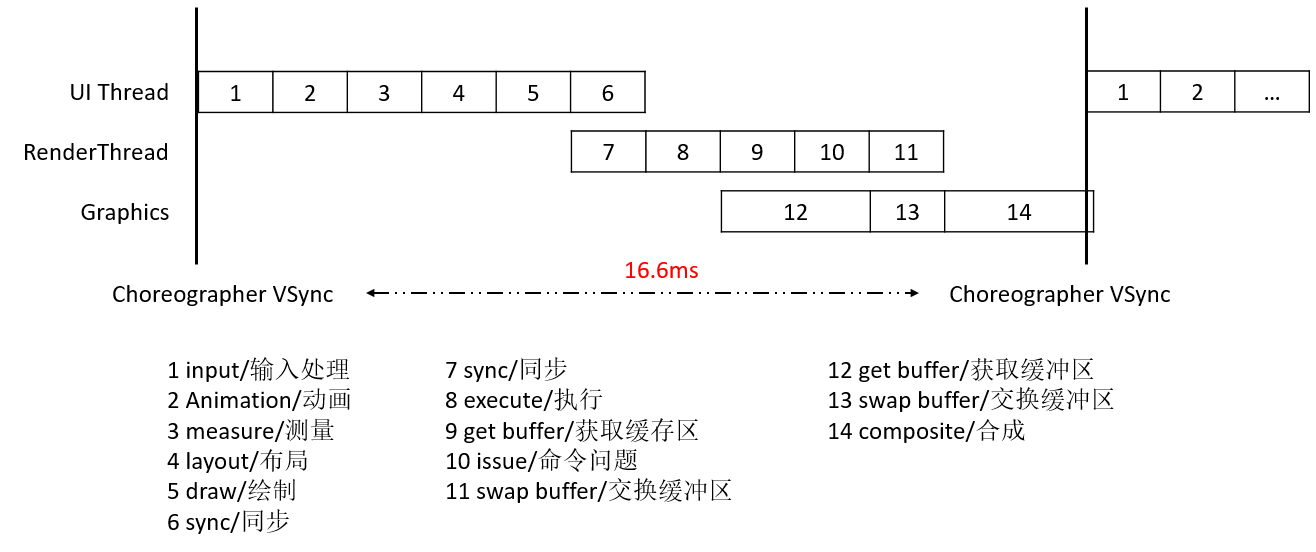 UI Thread 1 2 3 4 5 6 1 2 ...
RenderThread 7 8 9 10 11
Graphics 12 13 14
16.6ms
Choreographer VSync Choreographer VSync
1 input/输入处理
2 Animation/动画
3 measure/测量
4 layout/布局
5 draw/绘制
6 sync/同步
7 sync/同步
8 execute/执行
9 get buffer/获取缓存区
10 issue/命令问题
11 swap buffer/交换缓冲区
12 get buffer/获取缓冲区
13 swap buffer/交换缓冲区
14 composite/合成